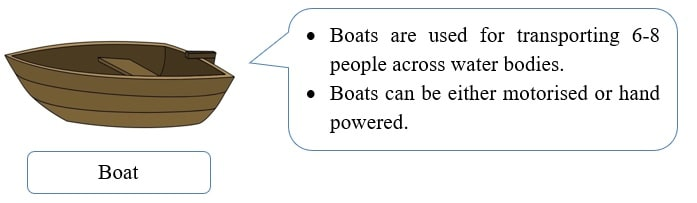 • Boats are used for transporting 6-8
people across water bodies.
• Boats can be either motorised or hand
powered.
Boat